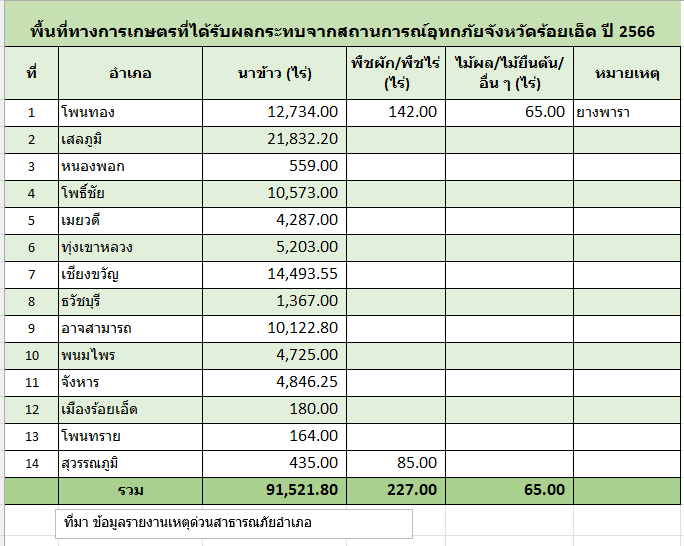 พื้นที่ทางการเกษตรที่ได้รับผลกระทบจากสถานการณ์อุทกภัยจังหวัดร้อยเอ็ด ปี 2566
ที่ อำเภอ นาข้าว (ไร่) พืชผัก/พืชไร่ (ไร่) ไม้ผล/ไม้ยืนต้น/อื่น ๆ (ไร่) หมายเหตุ
1 โพนทอง 12,734.00 142.00 65.00 ยางพารา
2 เสลภูมิ 21,832.20
3 หนองพอก 559.00
4 โพธิ์ชัย 10,573.00
5 เมยวดี 4,287.00
6 ทุ่งเขาหลวง 5,203.00
7 เชียงขวัญ 14,493.55
8 ธวัชบุรี 1,367.00
9 อาจสามารถ 10,122.80
10 พนมไพร 4,725.00
11 จังหาร 4,846.25
12 เมืองร้อยเอ็ด 180.00
13 โพนทราย 164.00
14 สุวรรณภูมิ 435.00 85.00
รวม 91,521.80 227.00 65.00
ที่มา ข้อมูลรายงานเหตุด่วนสาธารณภัยอำเภอ